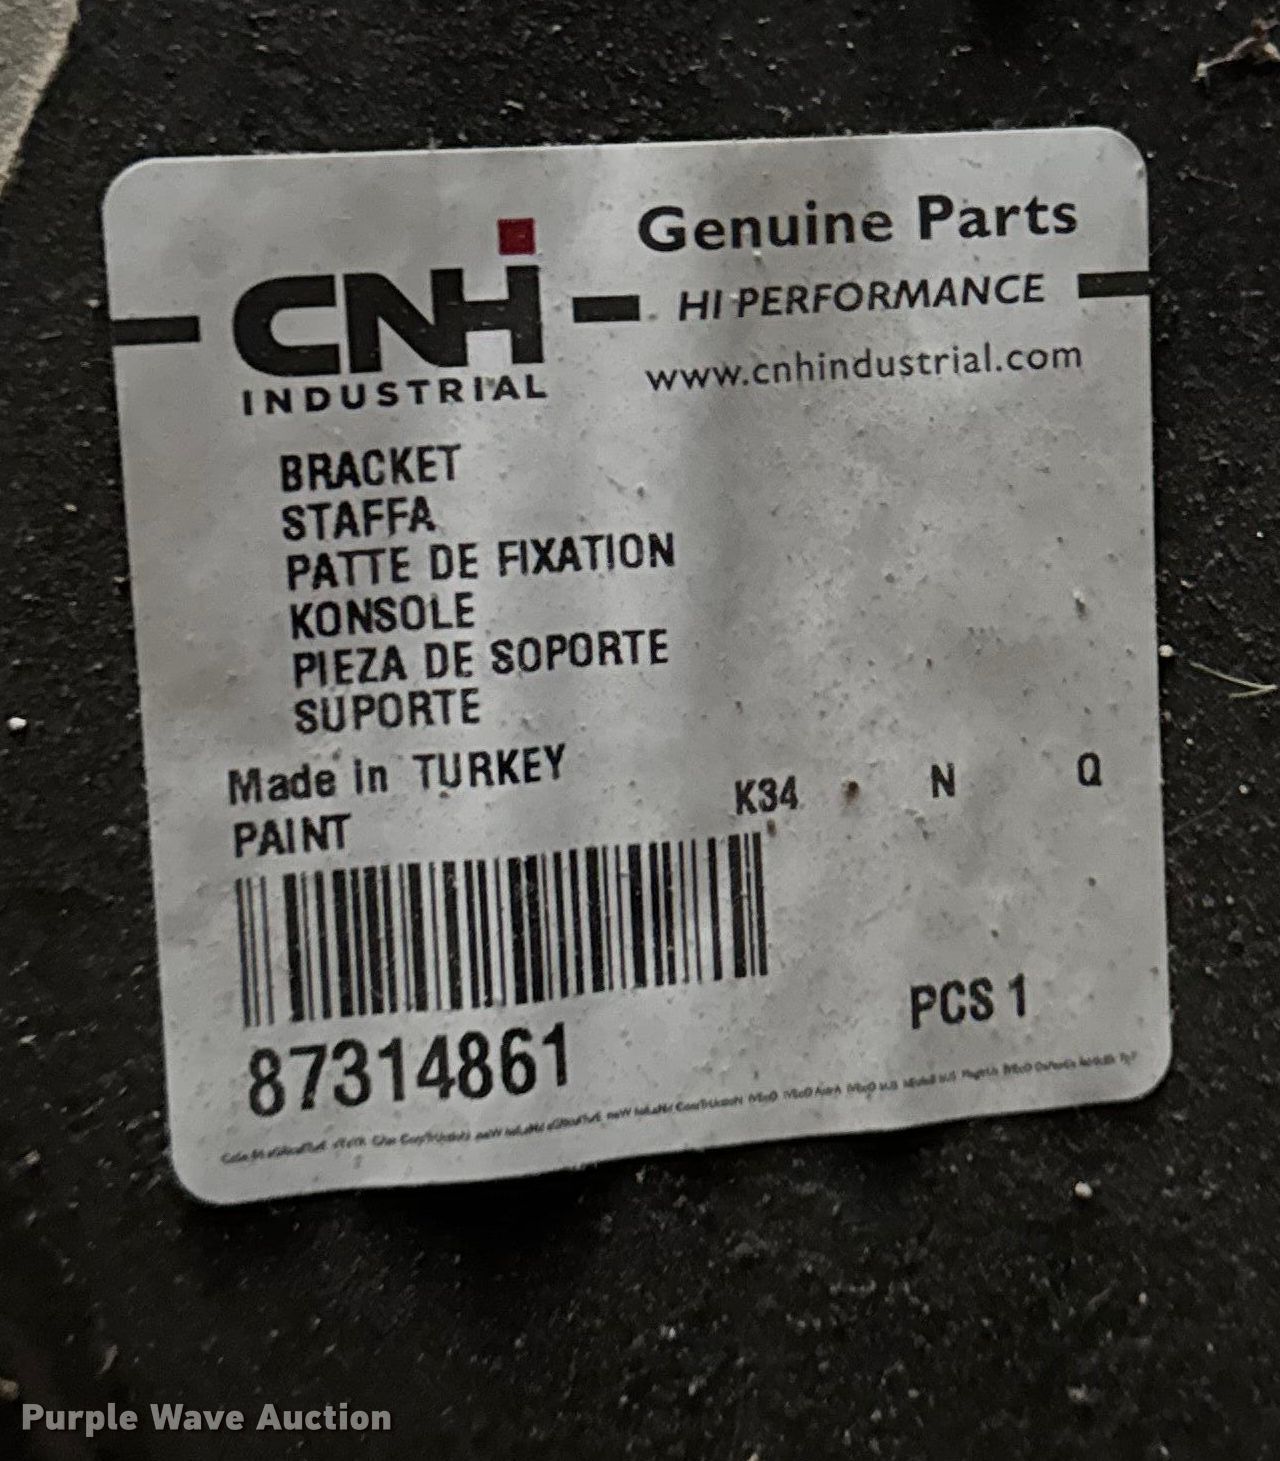 CNH
INDUSTRIAL
Genuine Parts
HI PERFORMANCE
www.cnhindustrial.com
BRACKET
STAFFA
PATTE DE FIXATION
KONSOLE
PIEZA DE SOPORTE
SUPORTE
Made in TURKEY
PAINT
K34 N Q
87314861
PCS 1
Purple Wave Auction